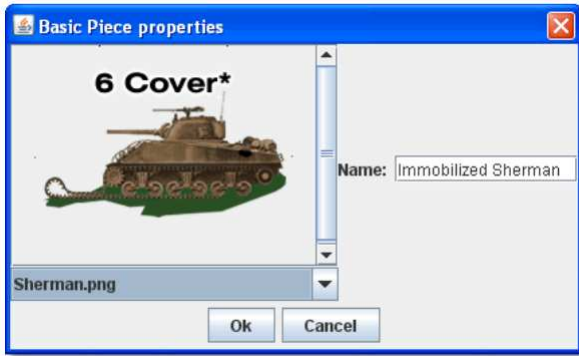 Basic Piece properties
6 Cover*
Name: Immobilized Sherman
Sherman.png
Ok Cancel